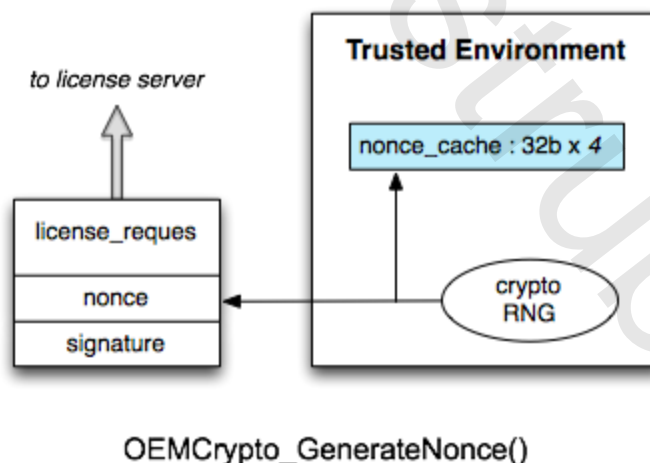 Trusted Environment
to license server
nonce_cache : 32b x 4
license_reques
nonce
crypto
RNG
signature
OEMCrypto_GenerateNonce()